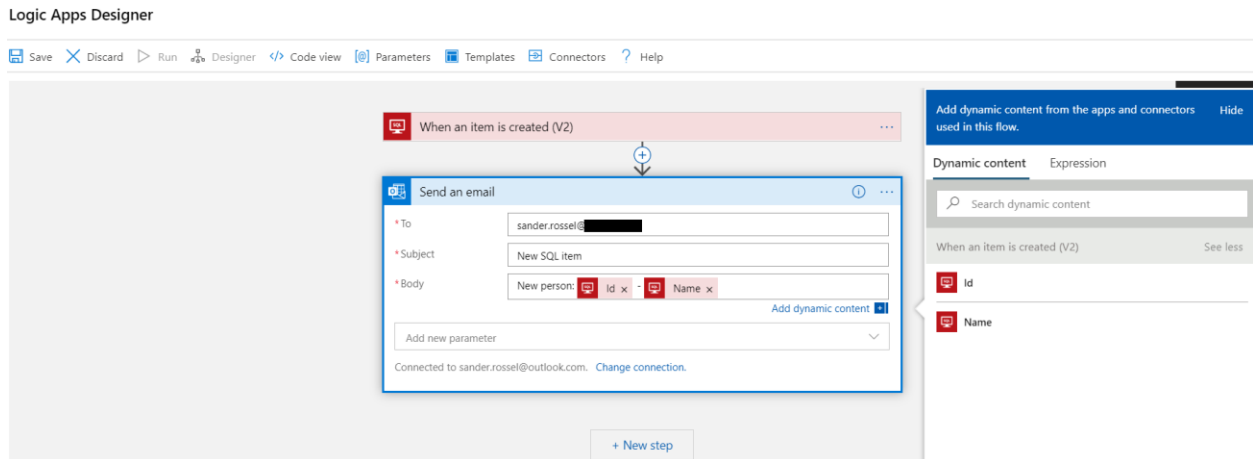 Logic Apps Designer
Save Discard Run Designer Code view Parameters Templates Connectors Help
When an item is created (V2)
Send an email
* To sander.rossel@
* Subject New SQL item
* Body New person: Id × - Name ×
Add dynamic content
Add new parameter
Connected to sander.rossel@outlook.com. Change connection.
+ New step
Add dynamic content from the apps and connectors Hide
used in this flow.
Dynamic content Expression
Search dynamic content
When an item is created (V2) See less
Id
Name